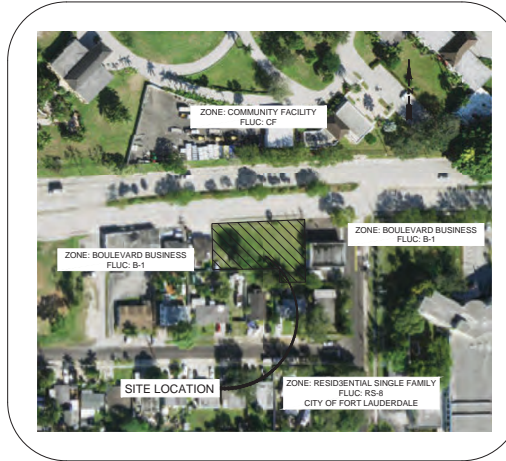 ZONE: COMMUNITY FACILITY
FLUC: CF
ZONE: BOULEVARD BUSINESS
FLUC: B-1
ZONE: BOULEVARD BUSINESS
FLUC: B-1
SITE LOCATION
ZONE: RESID3ENTIAL SINGLE FAMILY
FLUC: RS-8
CITY OF FORT LAUDERDALE